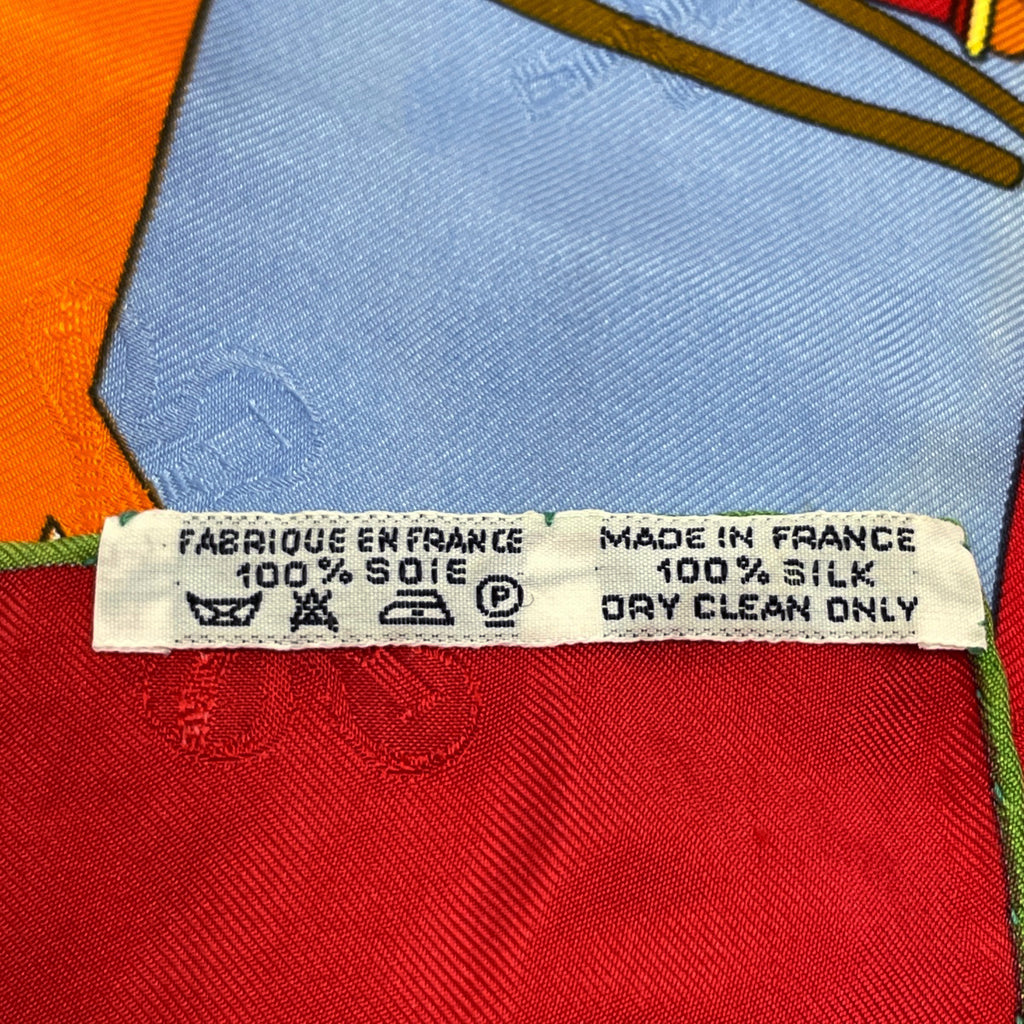 FABRIQUE EN FRANCE
100% SOIE
P
MADE IN FRANCE
100% SILK
DRY CLEAN ONLY